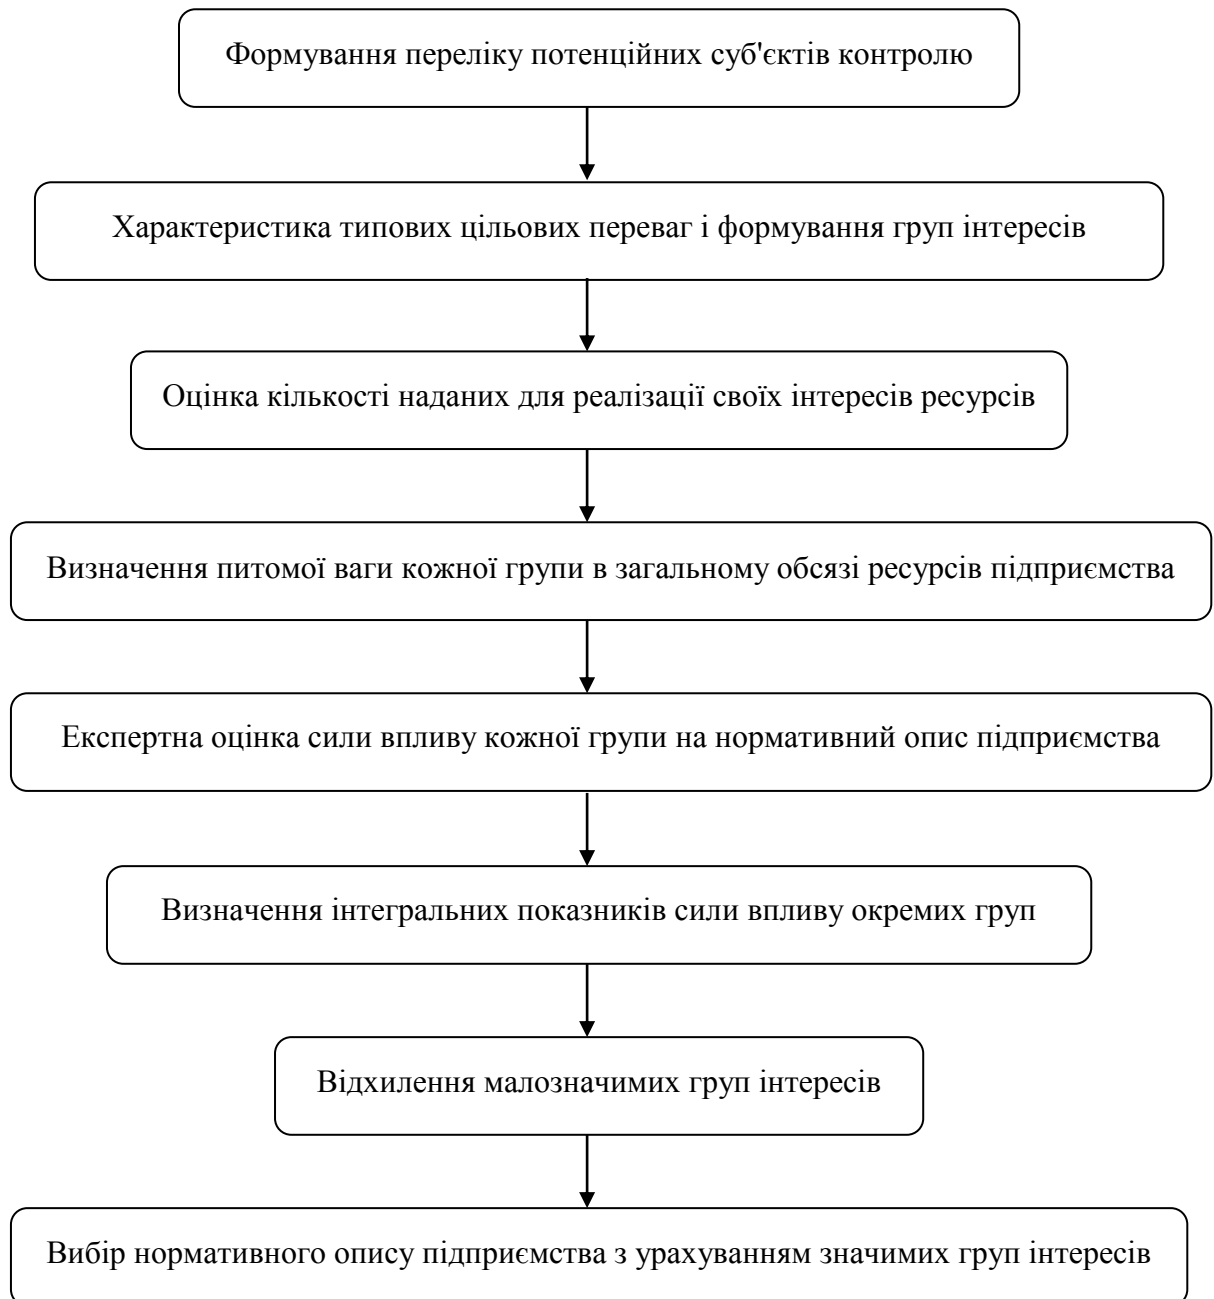 Формування переліку потенційних суб'єктів контролю
Характеристика типових цільових переваг і формування груп інтересів
Оцінка кількості наданих для реалізації своїх інтересів ресурсів
Визначення питомої ваги кожної групи в загальному обсязі ресурсів підприємства
Експертна оцінка сили впливу кожної групи на нормативний опис підприємства
Визначення інтегральних показників сили впливу окремих груп
Відхилення малозначимих груп інтересів
Вибір нормативного опису підприємства з урахуванням значимих груп інтересів